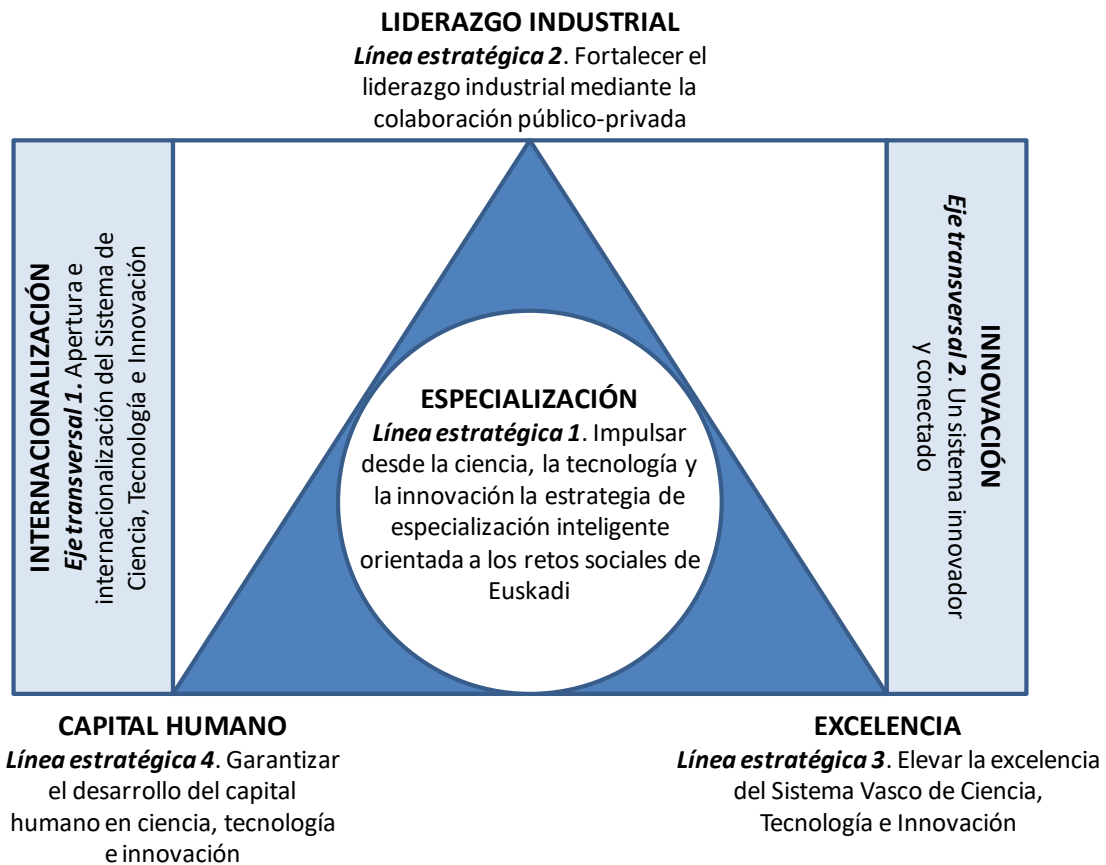 LIDERAZGO INDUSTRIAL
Línea estratégica 2. Fortalecer el
liderazgo industrial mediante la
colaboración público-privada
INTERNACIONALIZACIÓN
Eje transversal 1. Apertura e
internacionalización del Sistema de
Ciencia, Tecnología e Innovación
ESPECIALIZACIÓN
Línea estratégica 1. Impulsar
desde la ciencia, la tecnología y
la innovación la estrategia de
especialización inteligente
orientada a los retos sociales de
Euskadi
INNOVACIÓN
Eje transversal 2. Un sistema innovador
y conectado
CAPITAL HUMANO
Línea estratégica 4. Garantizar
el desarrollo del capital
humano en ciencia, tecnología
e innovación
EXCELENCIA
Línea estratégica 3. Elevar la excelencia
del Sistema Vasco de Ciencia,
Tecnología e Innovación